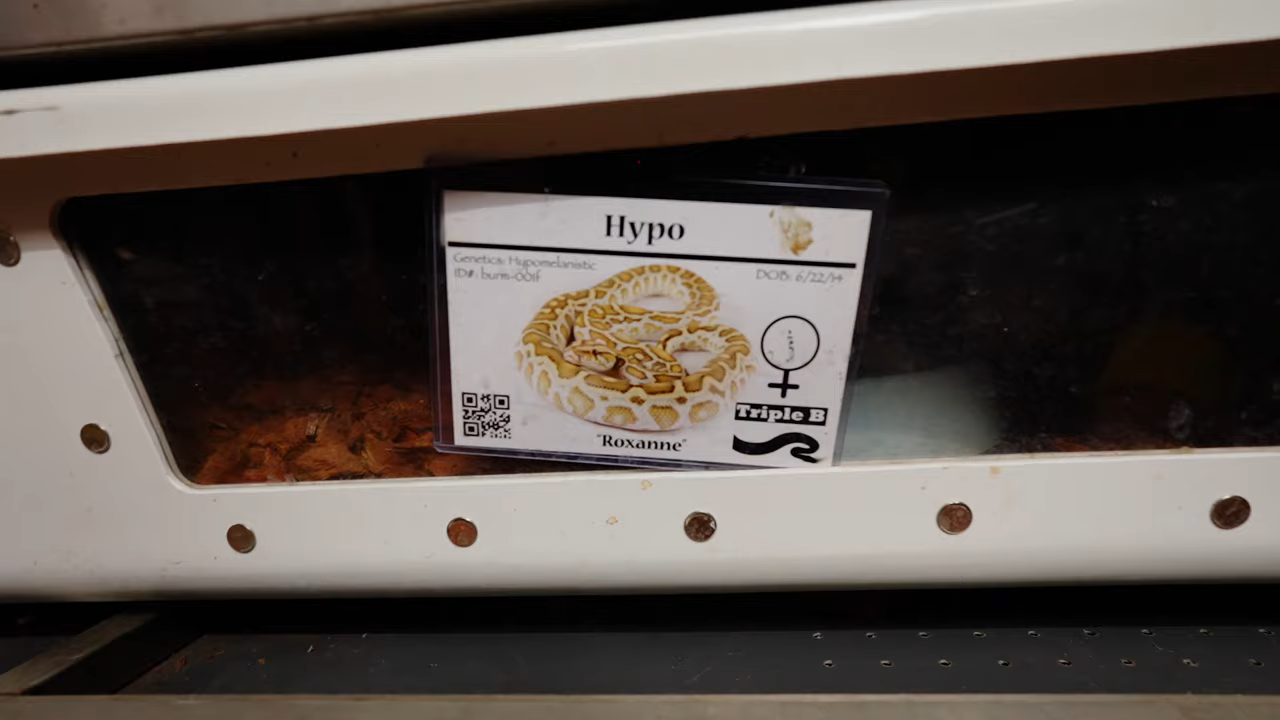 Hypo
Genetics: Hypomelanistic
ID#: burm-001f
DOB: 6/22/14
Triple B
"Roxanne"